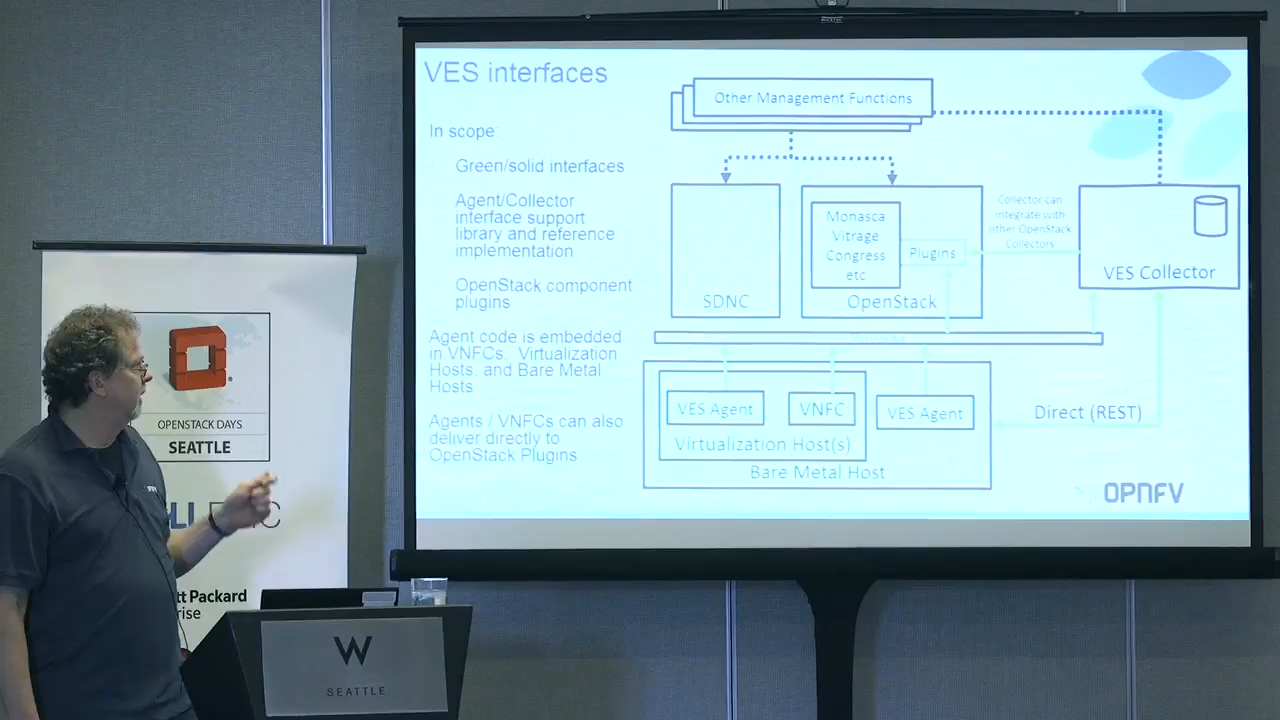 VES interfaces
In scope
Green/solid interfaces
Agent/Collector
interface support
library and reference
implementation
OpenStack component
plugins
Agent code is embedded
in VNFCs, Virtualization
Hosts, and Bare Metal
Hosts
Agents / VNFCs can also
deliver directly to
OpenStack Plugins
Other Management Functions
SDNC
Monasca
Vitrage
Congress
etc
Plugins
OpenStack
Collector can
integrate with
other OpenStack
Collectors
VES Collector
VES Agent
VNFC
VES Agent
Virtualization Host(s)
Bare Metal Host
Direct (REST)
OPNFV
OPENSTACK DAYS
SEATTLE
LL EMC
tt Packard
rise
W
SEATTLE